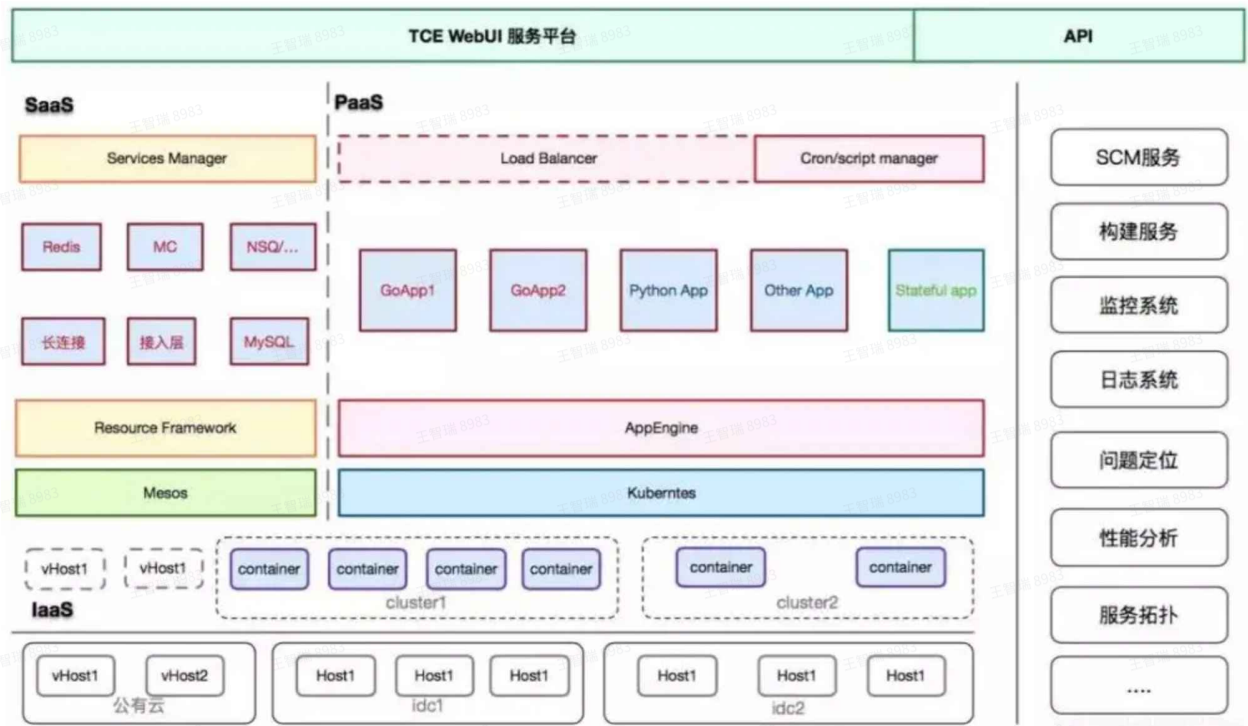 TCE WebUI 服务平台
API
SaaS
PaaS
Services Manager
Load Balancer
Cron/script manager
Redis
MC
NSQ/...
GoApp1
GoApp2
Python App
Other App
Stateful app
长连接
接入层
MySQL
Resource Framework
AppEngine
Mesos
Kuberntes
vHost1
vHost1
container
container
container
container
cluster1
container
container
cluster2
IaaS
vHost1
vHost2
公有云
Host1
Host1
Host1
idc1
Host1
Host1
Host1
idc2
SCM服务
构建服务
监控系统
日志系统
问题定位
性能分析
服务拓扑
....
王智瑞 8983